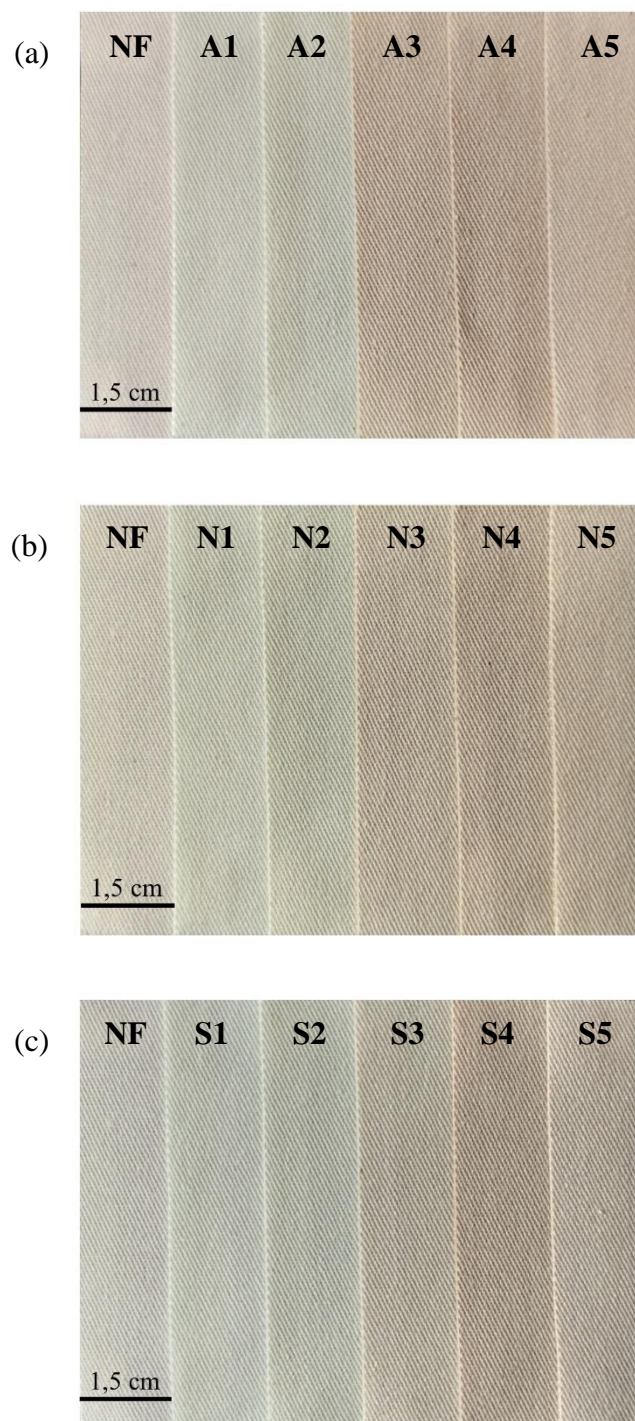 (a)
NF A1 A2 A3 A4 A5
1,5 cm
(b)
NF N1 N2 N3 N4 N5
1,5 cm
(c)
NF S1 S2 S3 S4 S5
1,5 cm